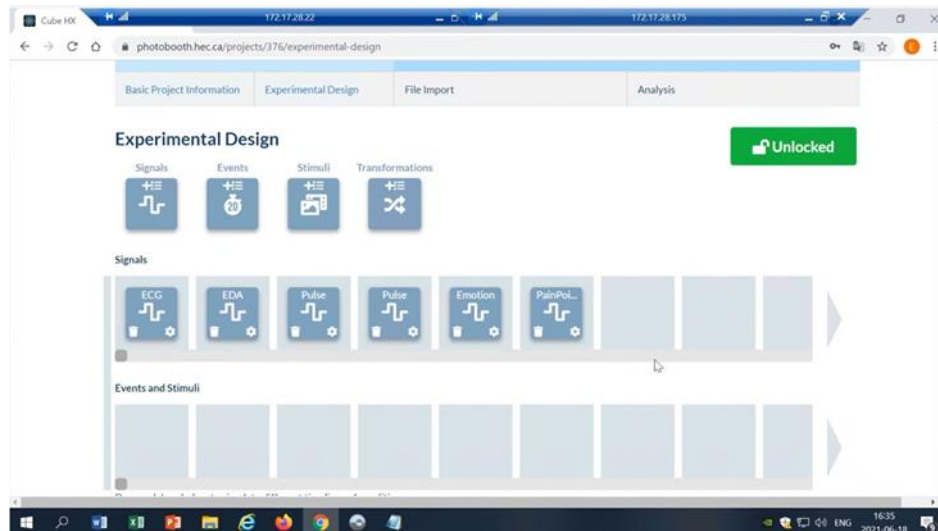 Cube HX
172.17.28.22
172.17.28.175
photobooth.hec.ca/projects/376/experimental-design
E
Basic Project Information
Experimental Design
File Import
Analysis
Experimental Design
Unlocked
Signals
Events
Stimuli
Transformations
20
Signals
ECG
EDA
Pulse
Pulse
Emotion
PainPoi...
Events and Stimuli
ENG
16:35
2021-06-18